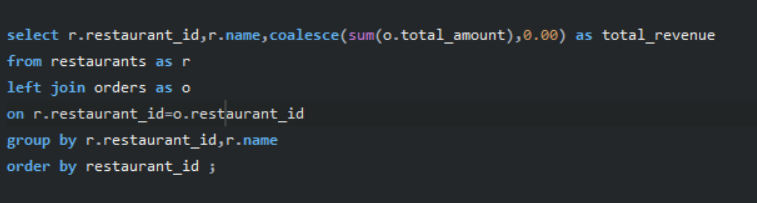 select r.restaurant_id,r.name,coalesce(sum(o.total_amount),0.00) as total_revenue
from restaurants as r
left join orders as o
on r.restaurant_id=o.restaurant_id
group by r.restaurant_id,r.name
order by restaurant_id ;